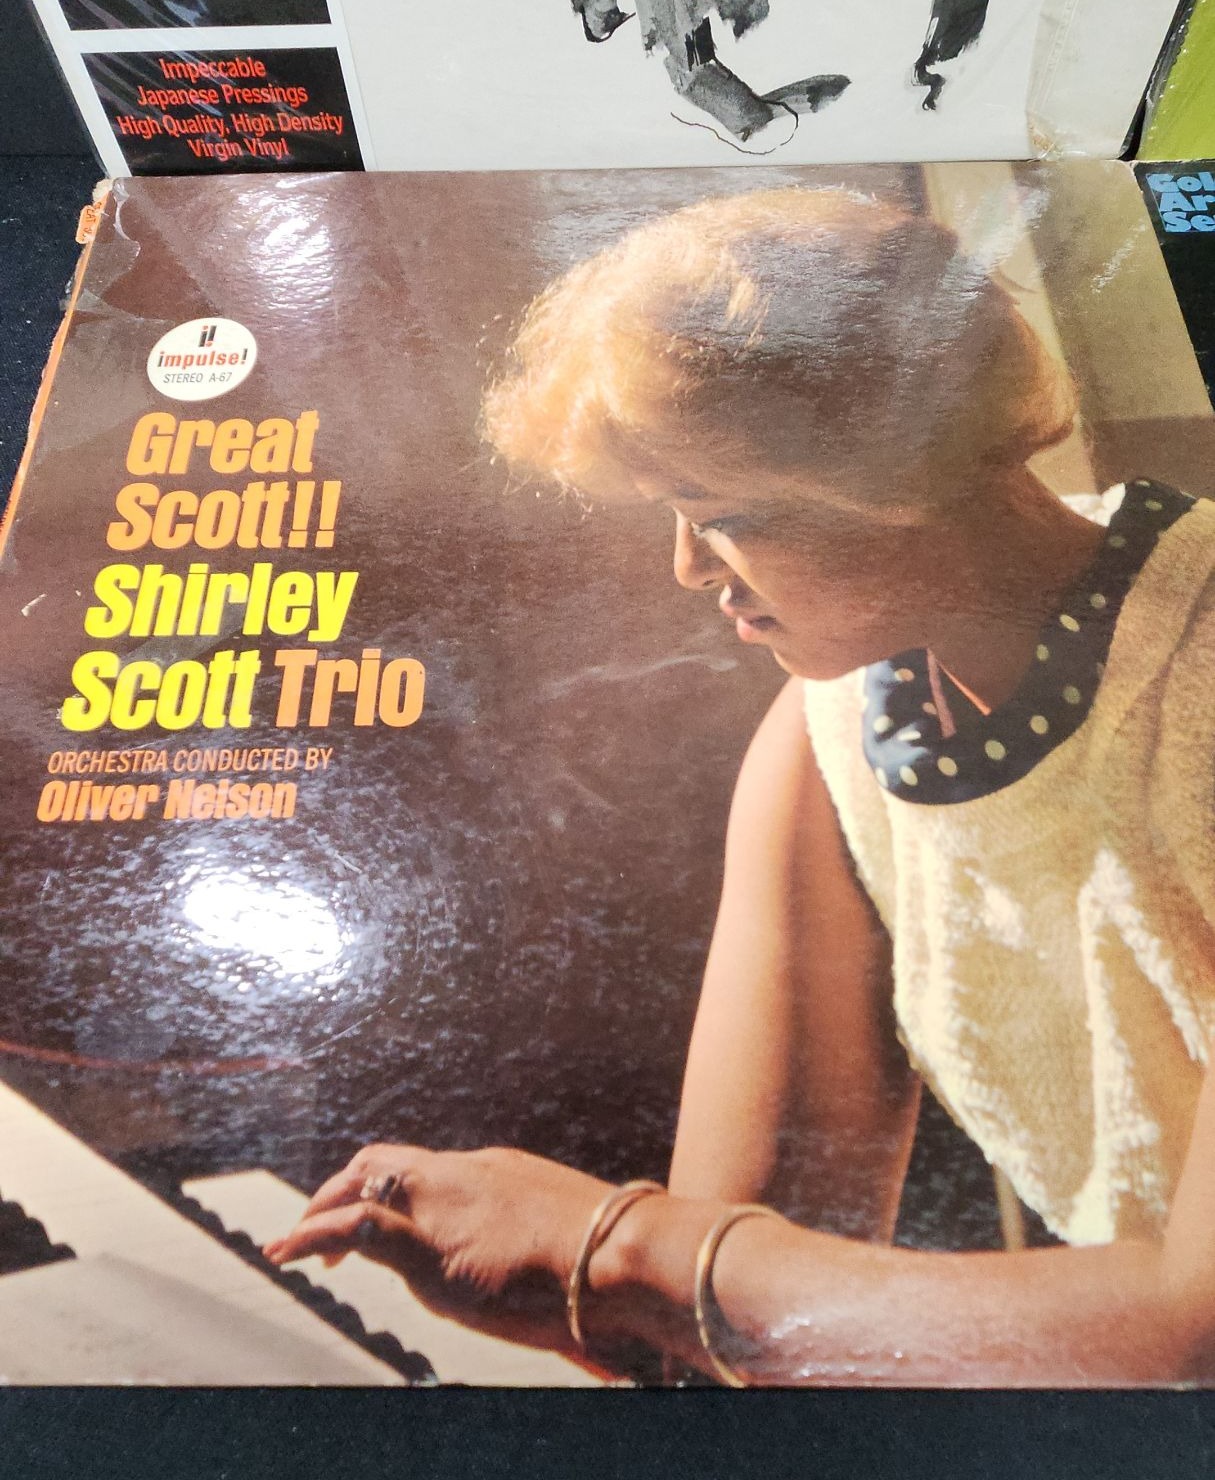 Impeccable
Japanese Pressings
High Quality, High Density
Virgin Vinyl
impulse!
STEREO A-67
Great
Scott!!
Shirley
Scott Trio
ORCHESTRA CONDUCTED BY
Oliver Nelson